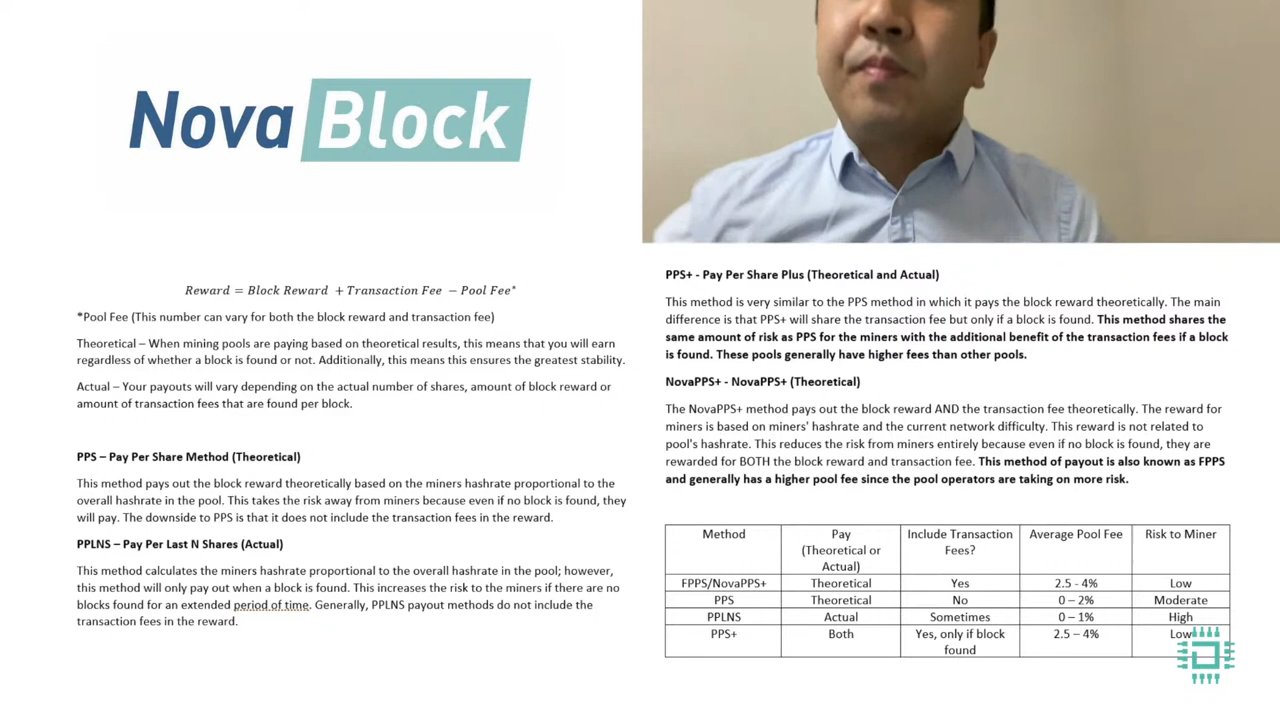 Nova Block
Reward = Block Reward + Transaction Fee − Pool Fee*
*Pool Fee (This number can vary for both the block reward and transaction fee)
Theoretical – When mining pools are paying based on theoretical results, this means that you will earn
regardless of whether a block is found or not. Additionally, this means this ensures the greatest stability.
Actual – Your payouts will vary depending on the actual number of shares, amount of block reward or
amount of transaction fees that are found per block.
PPS – Pay Per Share Method (Theoretical)
This method pays out the block reward theoretically based on the miners hashrate proportional to the
overall hashrate in the pool. This takes the risk away from miners because even if no block is found, they
will pay. The downside to PPS is that it does not include the transaction fees in the reward.
PPLNS – Pay Per Last N Shares (Actual)
This method calculates the miners hashrate proportional to the overall hashrate in the pool; however,
this method will only pay out when a block is found. This increases the risk to the miners if there are no
blocks found for an extended period of time. Generally, PPLNS payout methods do not include the
transaction fees in the reward.
PPS+ - Pay Per Share Plus (Theoretical and Actual)
This method is very similar to the PPS method in which it pays the block reward theoretically. The main
difference is that PPS+ will share the transaction fee but only if a block is found. This method shares the
same amount of risk as PPS for the miners with the additional benefit of the transaction fees if a block
is found. These pools generally have higher fees than other pools.
NovaPPS+ - NovaPPS+ (Theoretical)
The NovaPPS+ method pays out the block reward AND the transaction fee theoretically. The reward for
miners is based on miners' hashrate and the current network difficulty. This reward is not related to
pool's hashrate. This reduces the risk from miners entirely because even if no block is found, they are
rewarded for BOTH the block reward and transaction fee. This method of payout is also known as FPPS
and generally has a higher pool fee since the pool operators are taking on more risk.
Method Pay Include Transaction Average Pool Fee Risk to Miner
(Theoretical or Fees?
Actual)
FPPS/NovaPPS+ Theoretical Yes 2.5 - 4% Low
PPS Theoretical No 0 – 2% Moderate
PPLNS Actual Sometimes 0 – 1% High
PPS+ Both Yes, only if block 2.5 – 4% Low
found